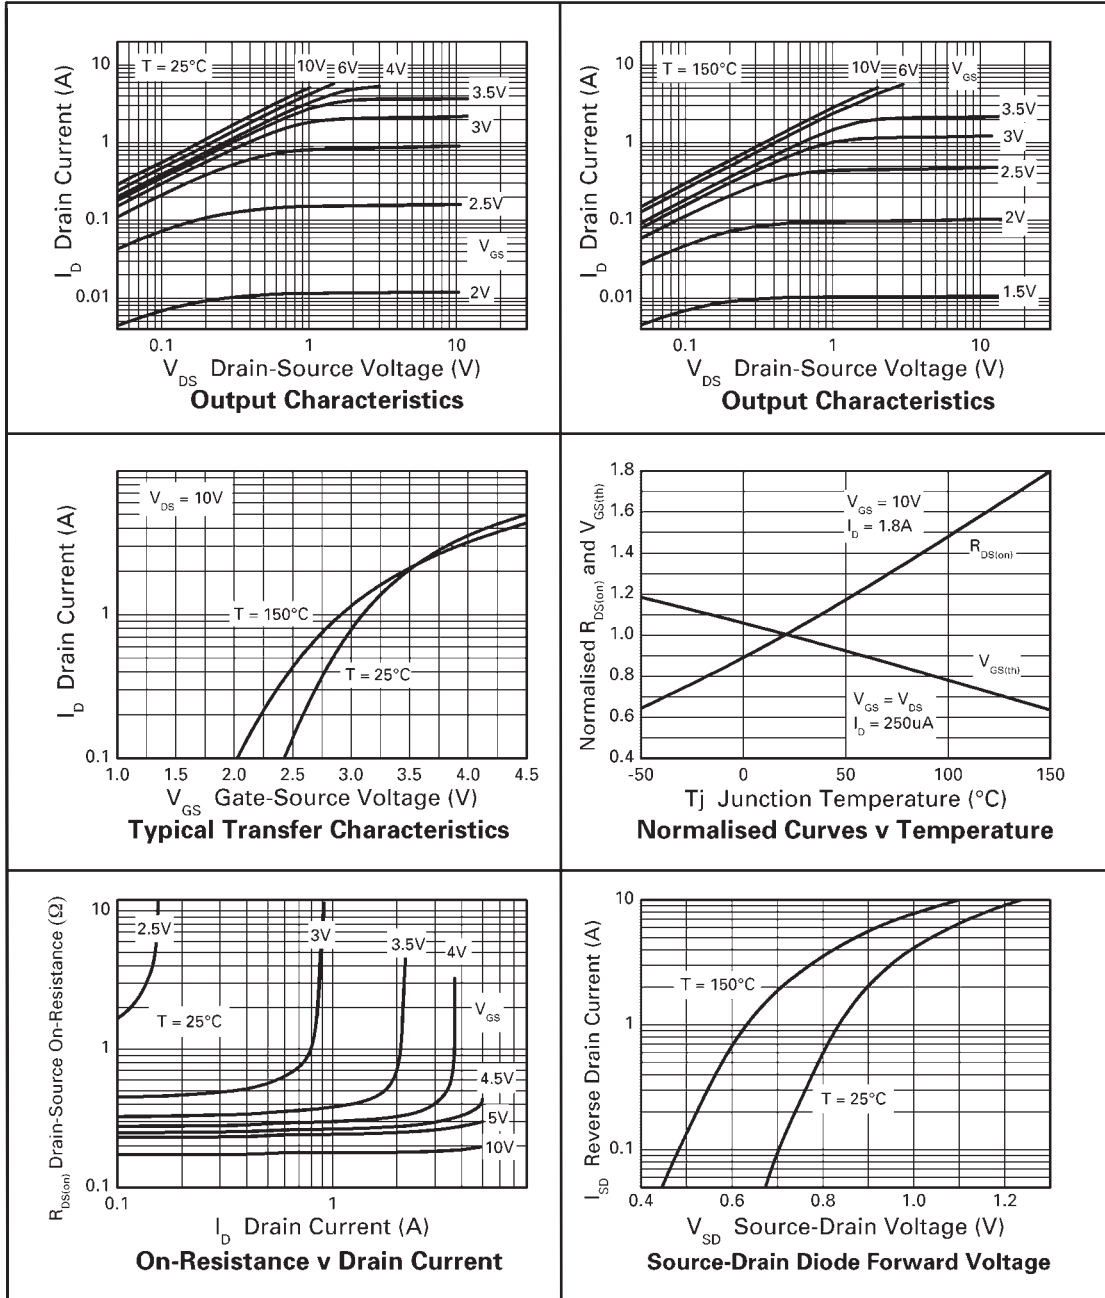 10
1
0.1
0.01
I_D Drain Current (A)
T = 25°C
10V
6V
4V
3.5V
3V
2.5V
V_GS
2V
0.1
1
10
V_DS Drain-Source Voltage (V)
Output Characteristics
10
1
0.1
0.01
I_D Drain Current (A)
T = 150°C
10V
6V
V_GS
3.5V
3V
2.5V
2V
1.5V
0.1
1
10
V_DS Drain-Source Voltage (V)
Output Characteristics
I_D Drain Current (A)
1
0.1
V_DS = 10V
T = 150°C
T = 25°C
1.0
1.5
2.0
2.5
3.0
3.5
4.0
4.5
V_GS Gate-Source Voltage (V)
Typical Transfer Characteristics
Normalised R_DS(on) and V_GS(th)
1.8
1.6
1.4
1.2
1.0
0.8
0.6
0.4
V_GS = 10V
I_D = 1.8A
R_DS(on)
V_GS(th)
V_GS = V_DS
I_D = 250uA
-50
0
50
100
150
Tj Junction Temperature (°C)
Normalised Curves v Temperature
R_DS(on) Drain-Source On-Resistance (Ω)
10
1
0.1
2.5V
3V
3.5V
4V
T = 25°C
V_GS
4.5V
5V
10V
0.1
1
I_D Drain Current (A)
On-Resistance v Drain Current
I_SD Reverse Drain Current (A)
10
1
0.1
T = 150°C
T = 25°C
0.4
0.6
0.8
1.0
1.2
V_SD Source-Drain Voltage (V)
Source-Drain Diode Forward Voltage